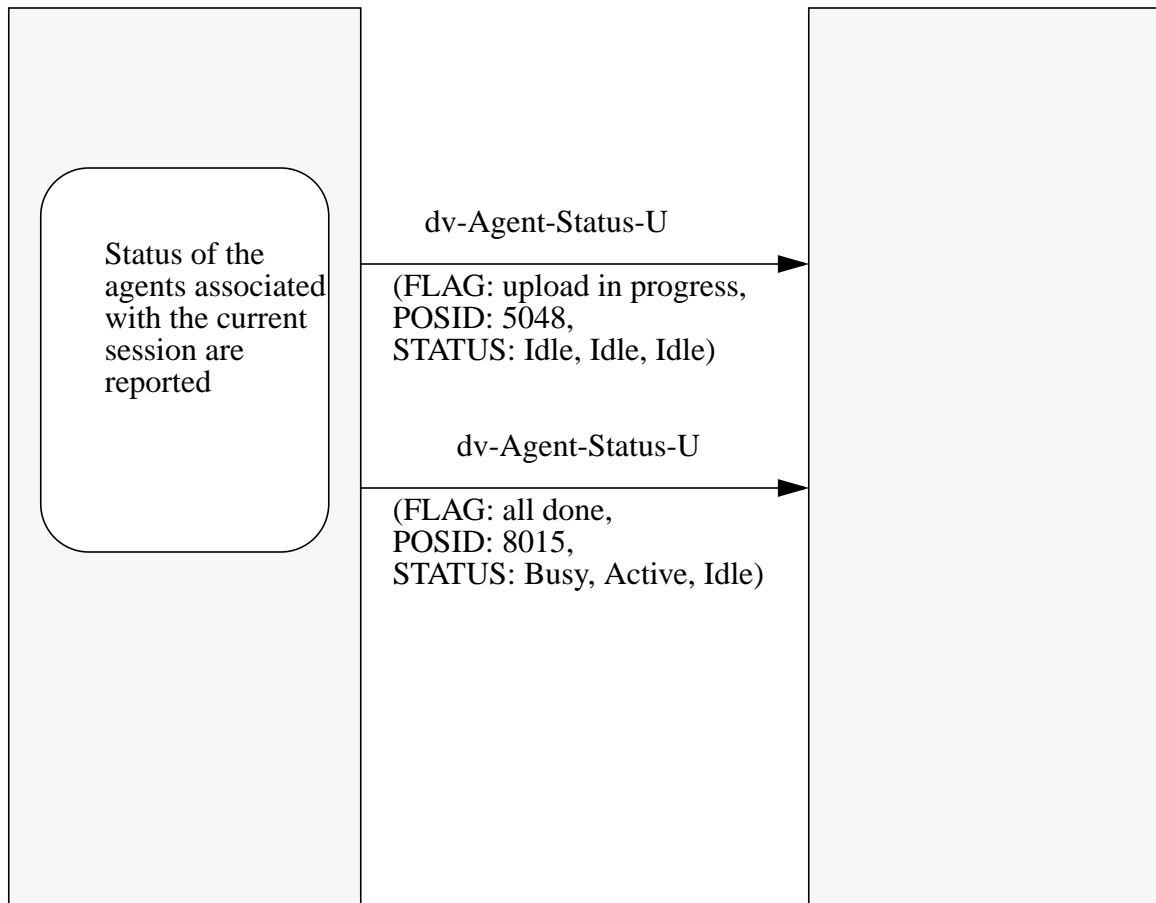 Status of the
agents associated
with the current
session are
reported
dv-Agent-Status-U
(FLAG: upload in progress,
POSID: 5048,
STATUS: Idle, Idle, Idle)
dv-Agent-Status-U
(FLAG: all done,
POSID: 8015,
STATUS: Busy, Active, Idle)